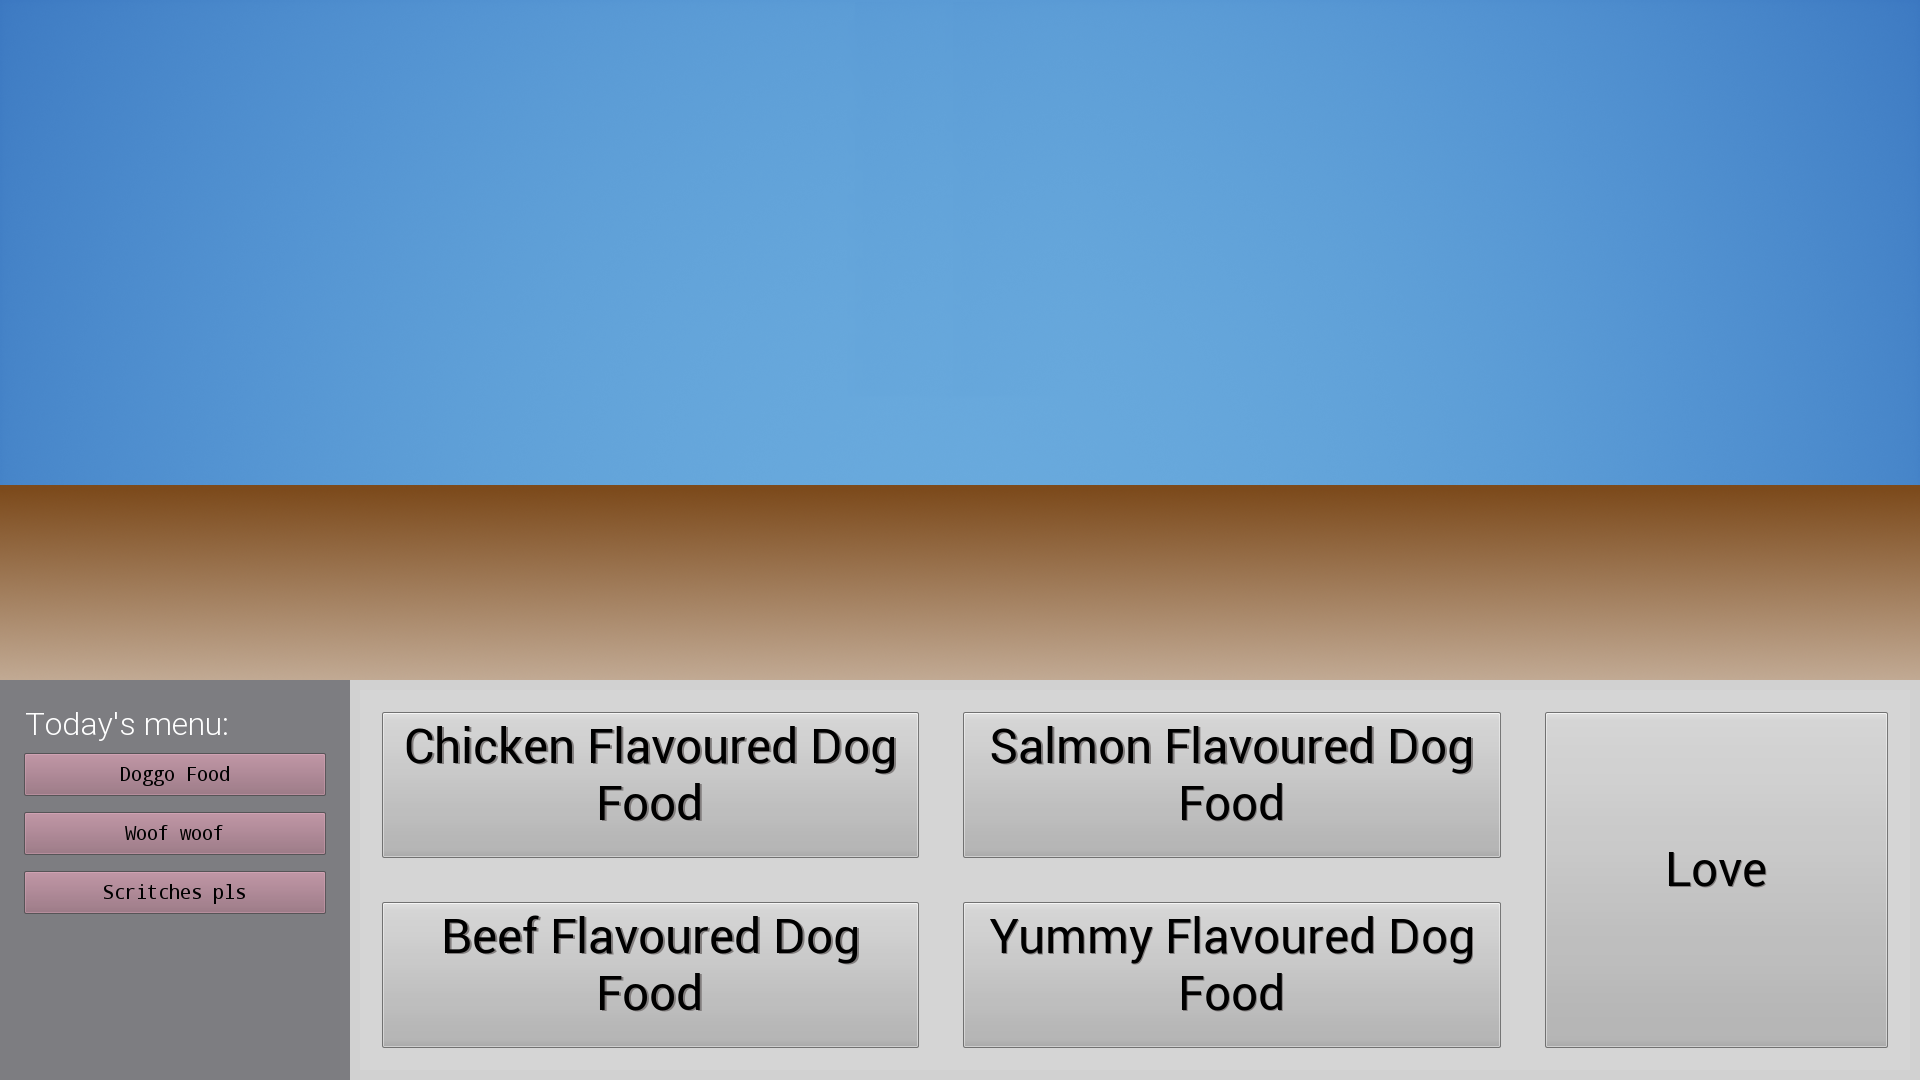 Today's menu:
Doggo Food
Woof woof
Scritches pls
Chicken Flavoured Dog
Food
Salmon Flavoured Dog
Food
Beef Flavoured Dog
Food
Yummy Flavoured Dog
Food
Love